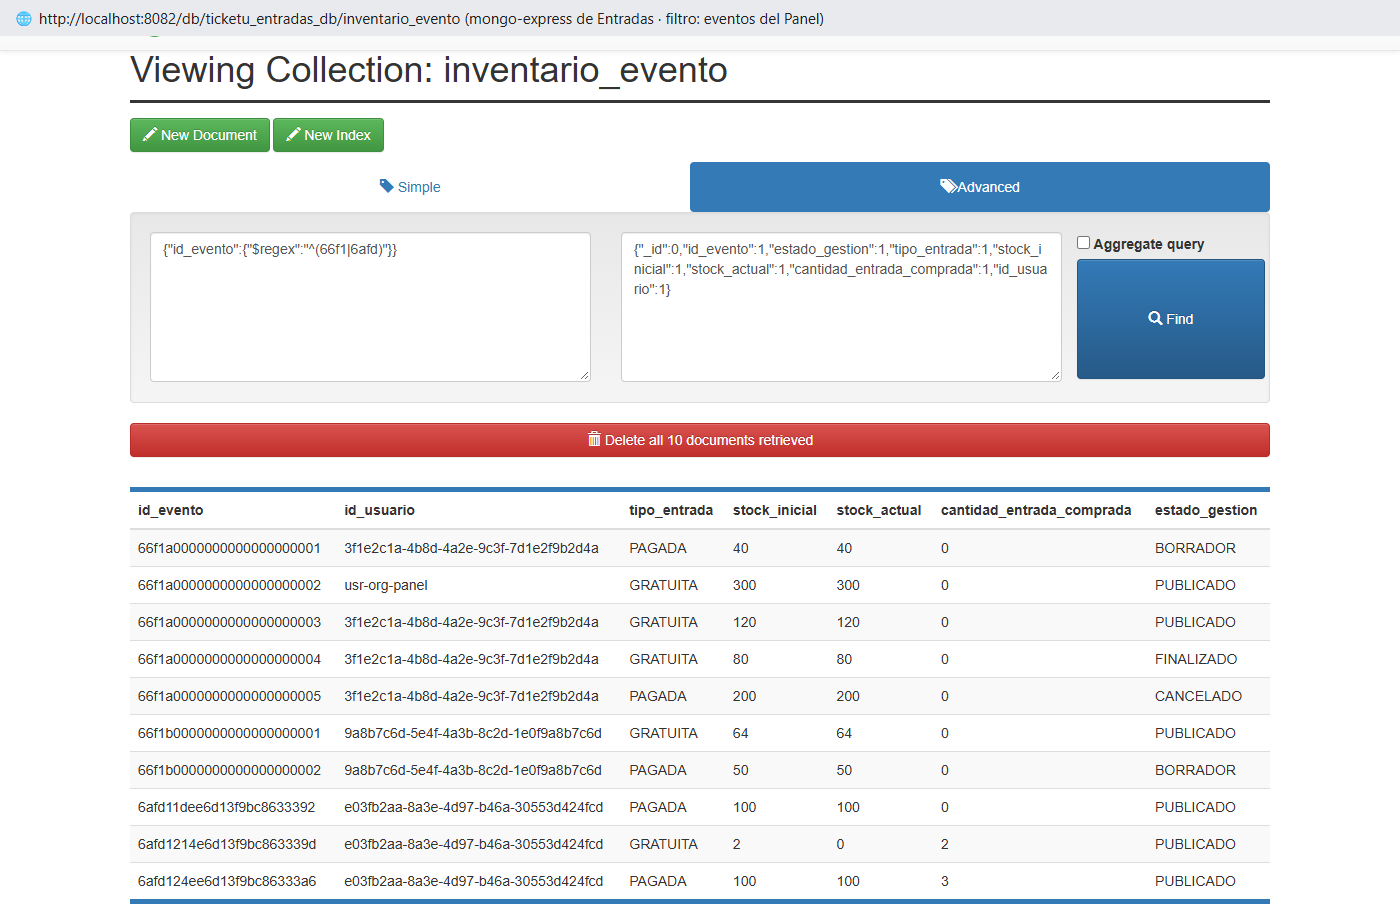 http://localhost:8082/db/ticketu_entradas_db/inventario_evento (mongo-express de Entradas · filtro: eventos del Panel)
Viewing Collection: inventario_evento
New Document New Index
Simple Advanced
{"id_evento":{"$regex":"^(66f1|6afd)"}}
{"_id":0,"id_evento":1,"estado_gestion":1,"tipo_entrada":1,"stock_i
nicial":1,"stock_actual":1,"cantidad_entrada_comprada":1,"id_usua
rio":1}
Aggregate query
Find
Delete all 10 documents retrieved
id_evento id_usuario tipo_entrada stock_inicial stock_actual cantidad_entrada_comprada estado_gestion
66f1a0000000000000000001 3f1e2c1a-4b8d-4a2e-9c3f-7d1e2f9b2d4a PAGADA 40 40 0 BORRADOR
66f1a0000000000000000002 usr-org-panel GRATUITA 300 300 0 PUBLICADO
66f1a0000000000000000003 3f1e2c1a-4b8d-4a2e-9c3f-7d1e2f9b2d4a GRATUITA 120 120 0 PUBLICADO
66f1a0000000000000000004 3f1e2c1a-4b8d-4a2e-9c3f-7d1e2f9b2d4a GRATUITA 80 80 0 FINALIZADO
66f1a0000000000000000005 3f1e2c1a-4b8d-4a2e-9c3f-7d1e2f9b2d4a PAGADA 200 200 0 CANCELADO
66f1b0000000000000000001 9a8b7c6d-5e4f-4a3b-8c2d-1e0f9a8b7c6d GRATUITA 64 64 0 PUBLICADO
66f1b0000000000000000002 9a8b7c6d-5e4f-4a3b-8c2d-1e0f9a8b7c6d PAGADA 50 50 0 BORRADOR
6afd11dee6d13f9bc8633392 e03fb2aa-8a3e-4d97-b46a-30553d424fcd PAGADA 100 100 0 PUBLICADO
6afd1214e6d13f9bc863339d e03fb2aa-8a3e-4d97-b46a-30553d424fcd GRATUITA 2 0 2 PUBLICADO
6afd124ee6d13f9bc86333a6 e03fb2aa-8a3e-4d97-b46a-30553d424fcd PAGADA 100 100 3 PUBLICADO